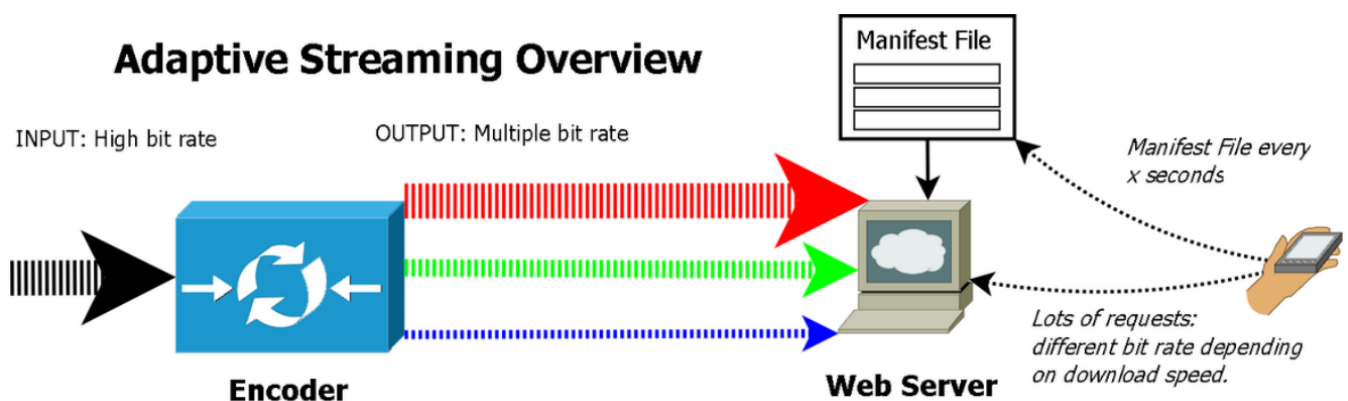 Adaptive Streaming Overview
Manifest File
INPUT: High bit rate
OUTPUT: Multiple bit rate
Manifest File every
x seconds
Lots of requests:
different bit rate depending
on download speed.
Encoder
Web Server